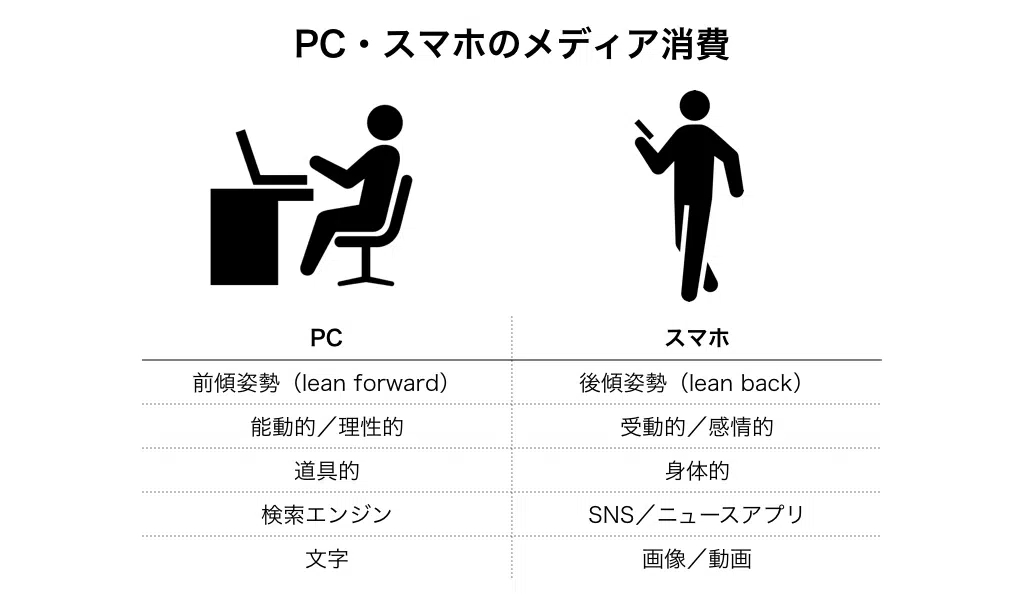 PC・スマホのメディア消費
PC スマホ
前傾姿勢（lean forward） 後傾姿勢（lean back）
能動的／理性的 受動的／感情的
道具的 身体的
検索エンジン SNS／ニュースアプリ
文字 画像／動画